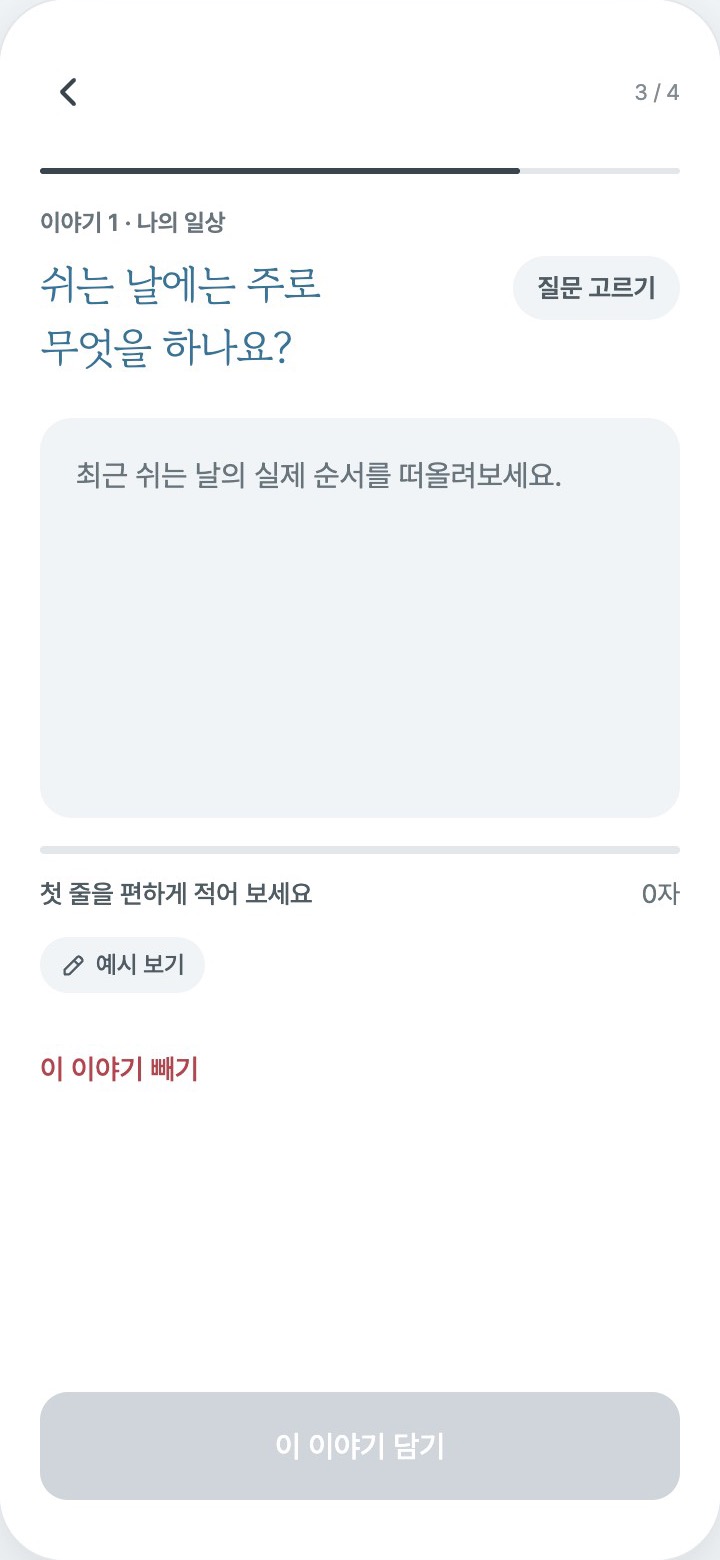 3 / 4
이야기 1 · 나의 일상
쉬는 날에는 주로
무엇을 하나요?
질문 고르기
최근 쉬는 날의 실제 순서를 떠올려보세요.
첫 줄을 편하게 적어 보세요
0자
예시 보기
이 이야기 빼기
이 이야기 담기